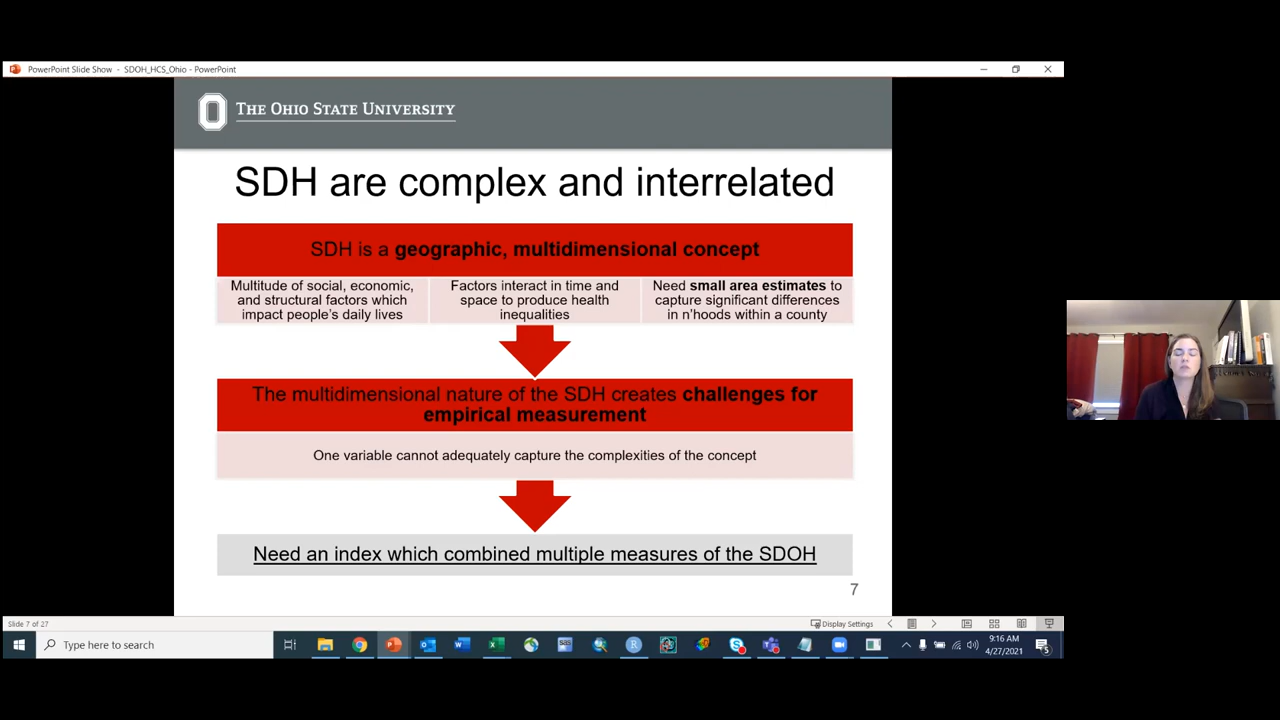 PowerPoint Slide Show - SDOH_HCS_Ohio - PowerPoint
THE OHIO STATE UNIVERSITY
SDH are complex and interrelated
SDH is a geographic, multidimensional concept
Multitude of social, economic,
and structural factors which
impact people's daily lives
Factors interact in time and
space to produce health
inequalities
Need small area estimates to
capture significant differences
in n'hoods within a county
The multidimensional nature of the SDH creates challenges for
empirical measurement
One variable cannot adequately capture the complexities of the concept
Need an index which combined multiple measures of the SDOH
7
Slide 7 of 27
Display Settings
Type here to search
9:16 AM
4/27/2021
5